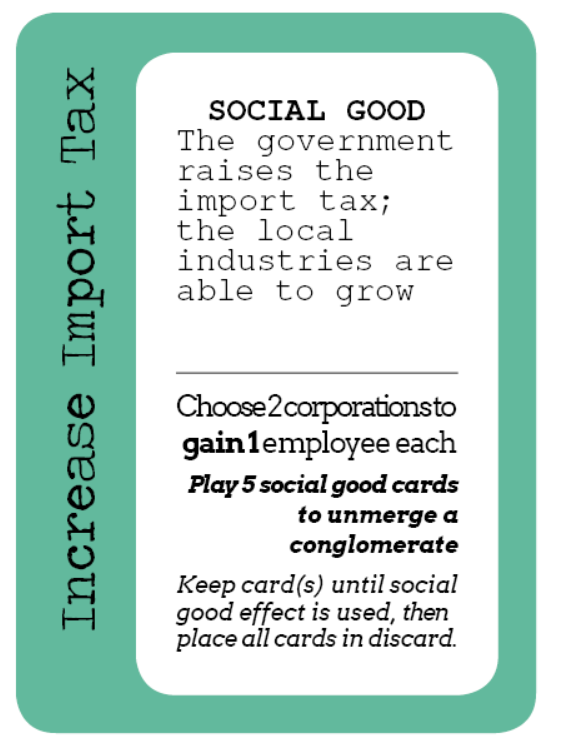 Increase Import Tax
SOCIAL GOOD
The government
raises the
import tax;
the local
industries are
able to grow
Choose 2 corporations to
gain 1 employee each
Play 5 social good cards
to unmerge a
conglomerate
Keep card(s) until social
good effect is used, then
place all cards in discard.